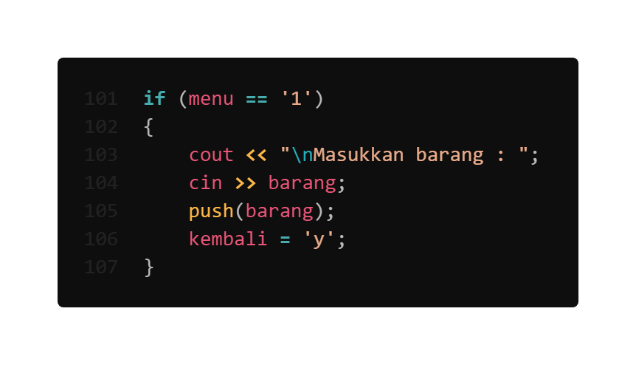 101 if (menu == '1')
102 {
103     cout << "\nMasukkan barang : ";
104     cin >> barang;
105     push(barang);
106     kembali = 'y';
107 }